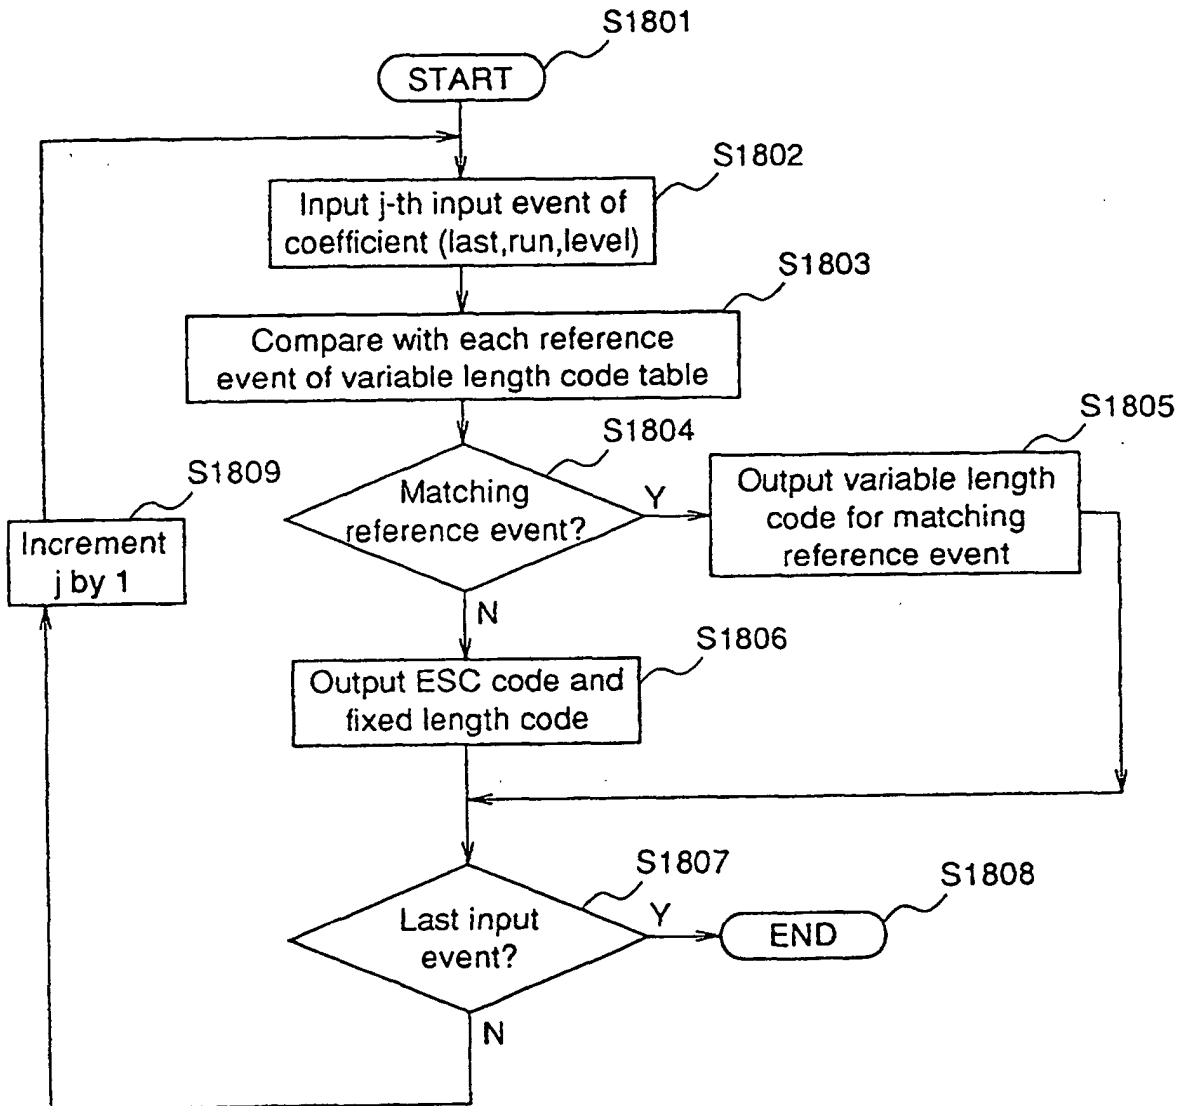 S1801
START
S1802
Input j-th input event of
coefficient (last,run,level)
S1803
Compare with each reference
event of variable length code table
S1804
Matching
reference event?
Y
S1805
Output variable length
code for matching
reference event
S1809
Increment
j by 1
N
S1806
Output ESC code and
fixed length code
S1807
Last input
event?
Y
S1808
END
N